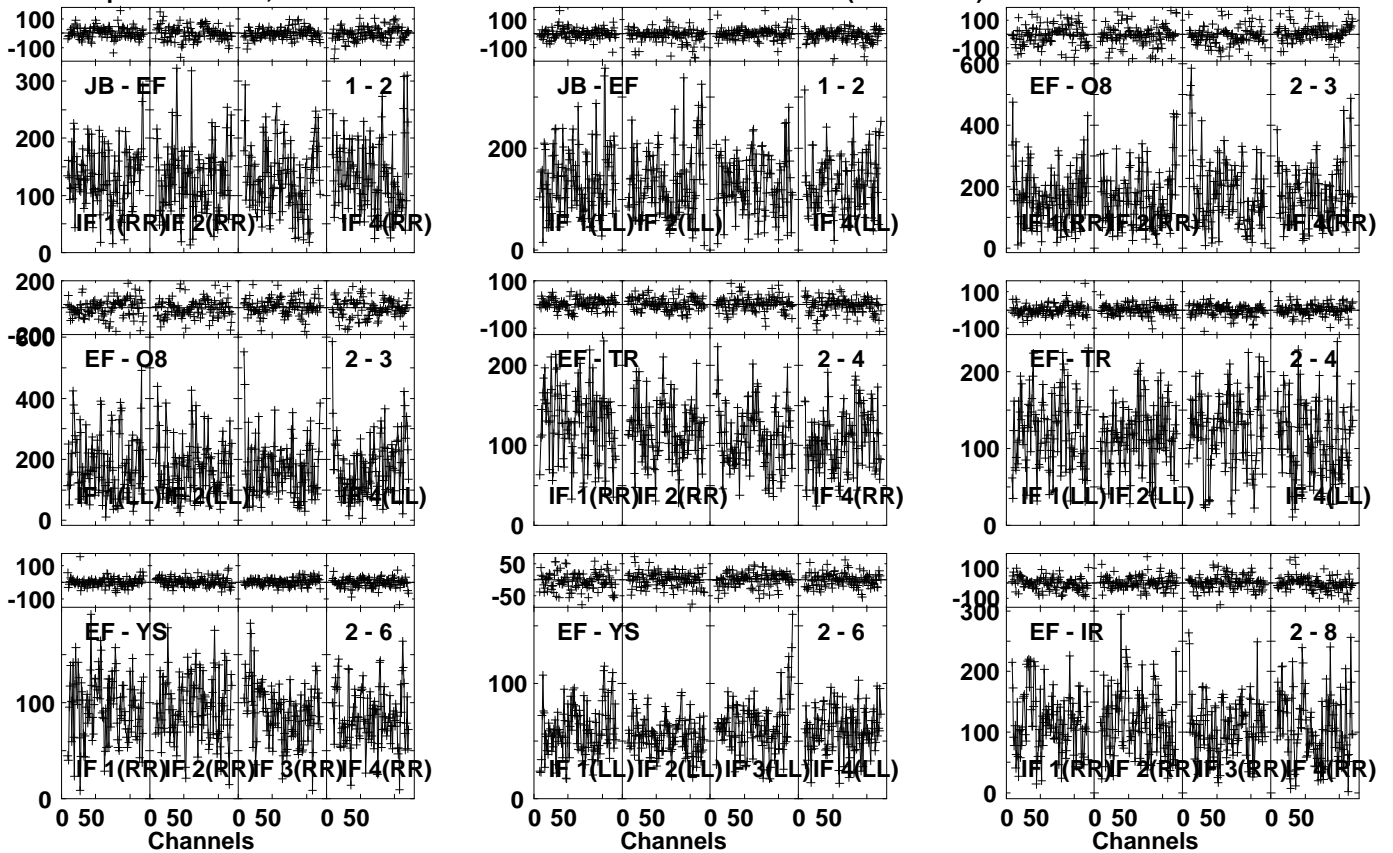 100 100 100
-100 -100 -100
600
300
JB - EF 1 - 2 JB - EF 1 - 2 EF - O8 2 - 3
200 200 400
100 200
IF 1(RR) IF 2(RR) IF 4(RR) IF 1(LL) IF 2(LL) IF 4(LL) IF 1(RR) IF 2(RR) IF 4(RR)
0 0 0
200 100 100
-100 -100
600
EF - O8 2 - 3 EF - TR 2 - 4 EF - TR 2 - 4
400 200 200
200 100 100
IF 1(LL) IF 2(LL) IF 4(LL) IF 1(RR) IF 2(RR) IF 4(RR) IF 1(LL) IF 2(LL) IF 4(LL)
0 0 0
100 50 100
-100 -50 -100
300
EF - YS 2 - 6 EF - YS 2 - 6 EF - IR 2 - 8
200
100 100 100
IF 1(RR) IF 2(RR) IF 3(RR) IF 4(RR) IF 1(LL) IF 2(LL) IF 3(LL) IF 4(LL) IF 1(RR) IF 2(RR) IF 3(RR) IF 4(RR)
0 0 0
0 50 0 50 0 50 0 50 0 50 0 50 0 50 0 50 0 50 0 50 0 50 0 50
Channels Channels Channels